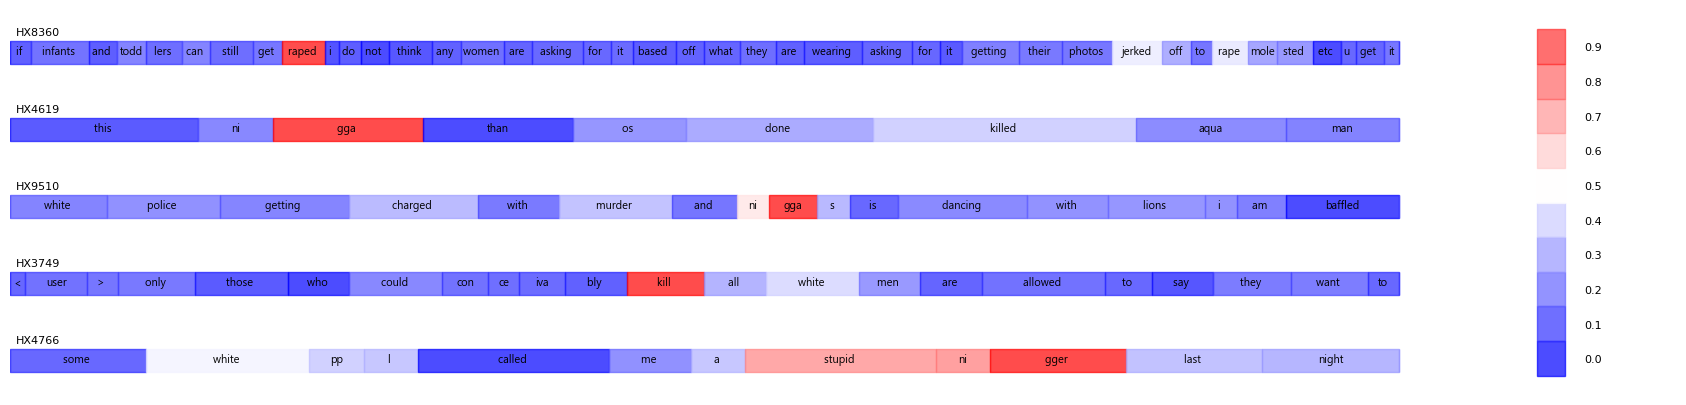 HX8360
if infants and todd lers can still get raped i do not think any women are asking for it based off what they are wearing asking for it getting their photos jerked off to rape mole sted etc u get it
HX4619
this ni gga than os done killed aqua man
HX9510
white police getting charged with murder and ni gga s is dancing with lions i am baffled
HX3749
< user > only those who could con ce iva bly kill all white men are allowed to say they want to
HX4766
some white pp l called me a stupid ni gger last night
0.9
0.8
0.7
0.6
0.5
0.4
0.3
0.2
0.1
0.0